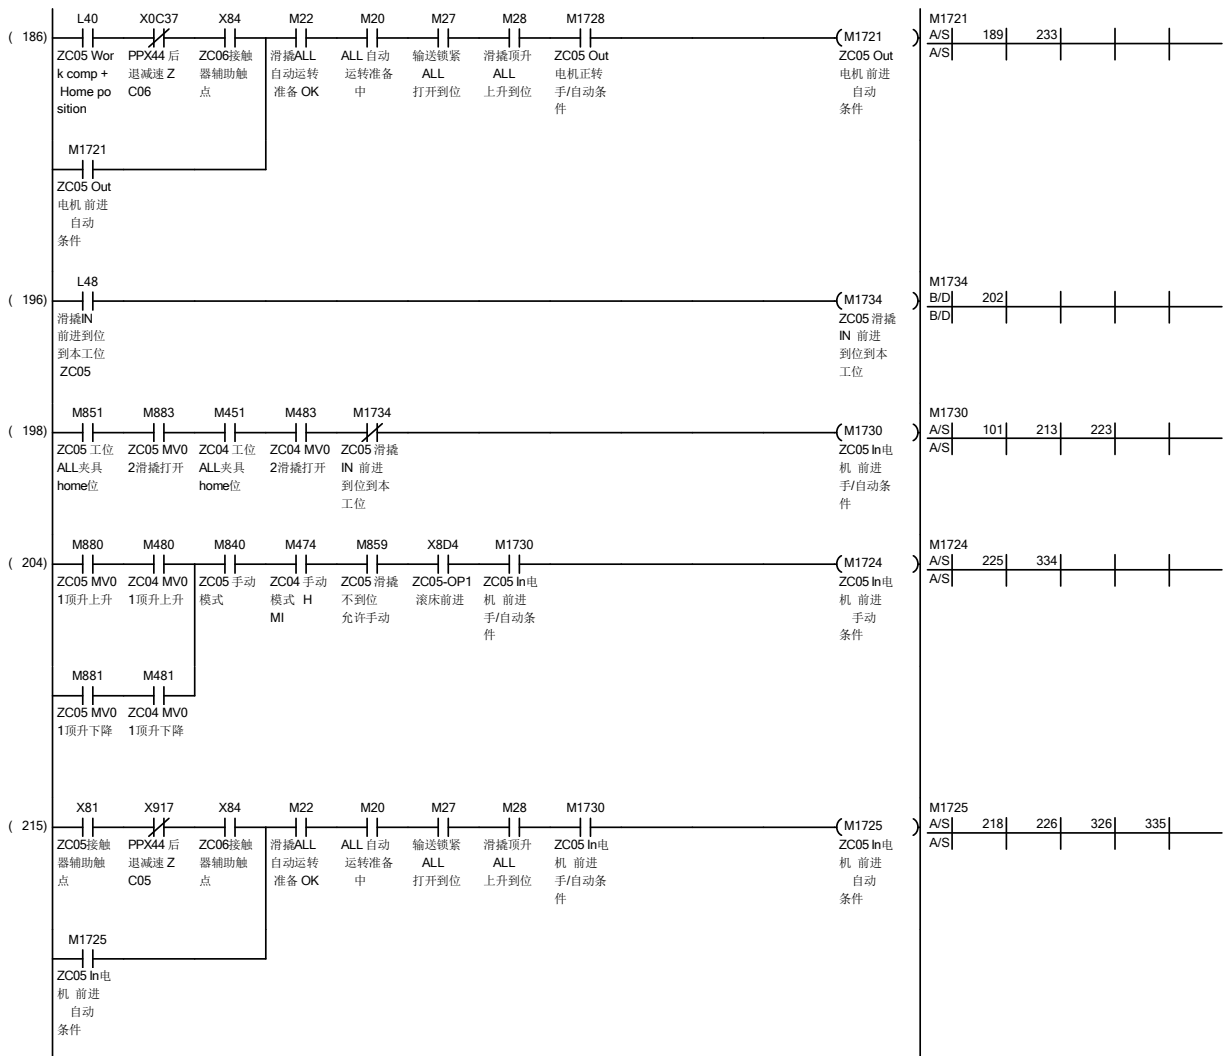 L40 X0C37 X84 M22 M20 M27 M28 M1728 M1721
( 186) (M1721 ) A/S 189 233
ZC05 Wor PPX44 后 ZC06接触 滑撬ALL ALL 自动 输送锁紧 滑撬顶升 ZC05 Out ZC05 Out A/S
k comp + 退减速 Z 器辅助触 自动运转 运转准备 ALL ALL 电机正转 电机 前进
Home po C06 点 准备 OK 中 打开到位 上升到位 手/自动条 自动
sition 件 条件
M1721
ZC05 Out
电机 前进
自动
条件
L48 M1734
( 196) (M1734 ) B/D 202
滑撬IN ZC05 滑撬 B/D
前进到位 IN 前进
到本工位 到位到本
ZC05 工位
M851 M883 M451 M483 M1734 M1730
( 198) (M1730 ) A/S 101 213 223
ZC05 工位 ZC05 MV0 ZC04 工位 ZC04 MV0 ZC05 滑撬 ZC05 In电 A/S
ALL夹具 2滑撬打开 ALL夹具 2滑撬打开 IN 前进 机 前进
home位 home位 到位到本 手/自动条
工位 件
M880 M480 M840 M474 M859 X8D4 M1730 M1724
( 204) (M1724 ) A/S 225 334
ZC05 MV0 ZC04 MV0 ZC05 手动 ZC04 手动 ZC05 滑撬 ZC05-OP1 ZC05 In电 ZC05 In电 A/S
1顶升上升 1顶升上升 模式 模式 H 不到位 滚床前进 机 前进 机 前进
MI 允许手动 手/自动条 手动
件 条件
M881 M481
ZC05 MV0 ZC04 MV0
1顶升下降 1顶升下降
X81 X917 X84 M22 M20 M27 M28 M1730 M1725
( 215) (M1725 ) A/S 218 226 326 335
ZC05接触 PPX44 后 ZC06接触 滑撬ALL ALL 自动 输送锁紧 滑撬顶升 ZC05 In电 ZC05 In电 A/S
器辅助触 退减速 Z 器辅助触 自动运转 运转准备 ALL ALL 机 前进 机 前进
点 C05 点 准备 OK 中 打开到位 上升到位 手/自动条 自动
件 条件
M1725
ZC05 In电
机 前进
自动
条件